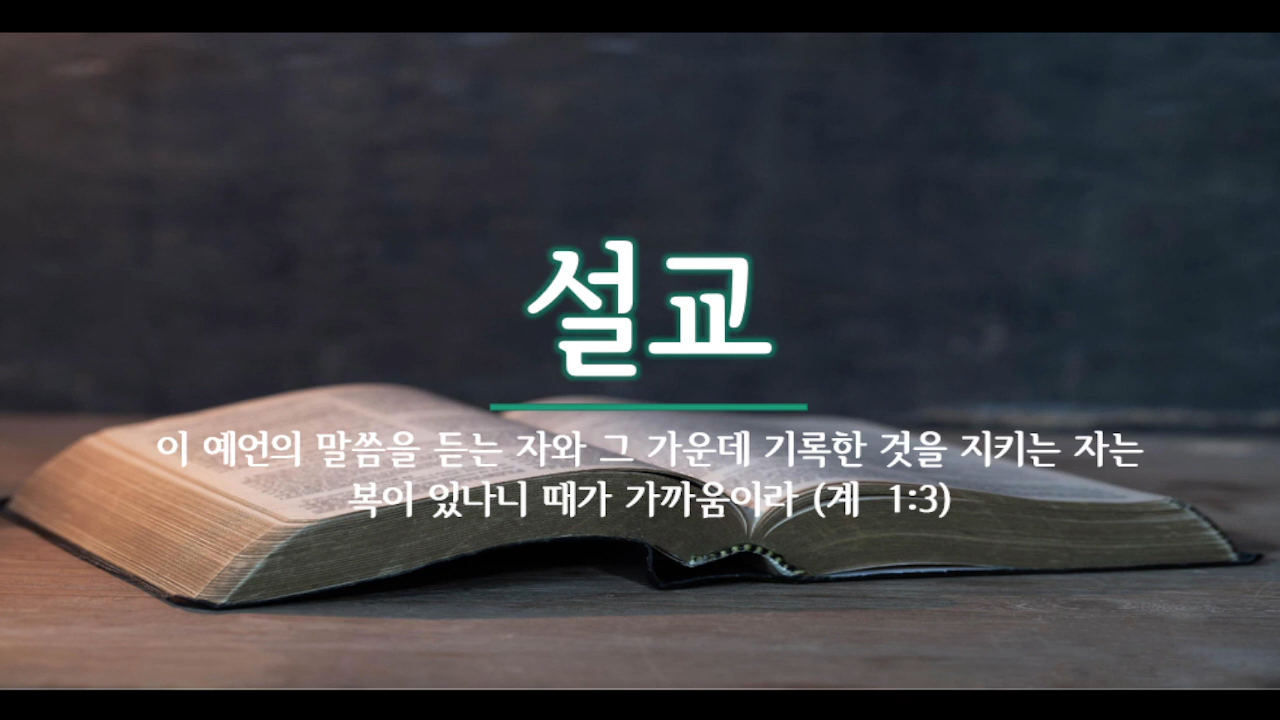 설교
이 예언의 말씀을 듣는 자와 그 가운데 기록한 것을 지키는 자는
복이 있나니 때가 가까움이라 (계 1:3)